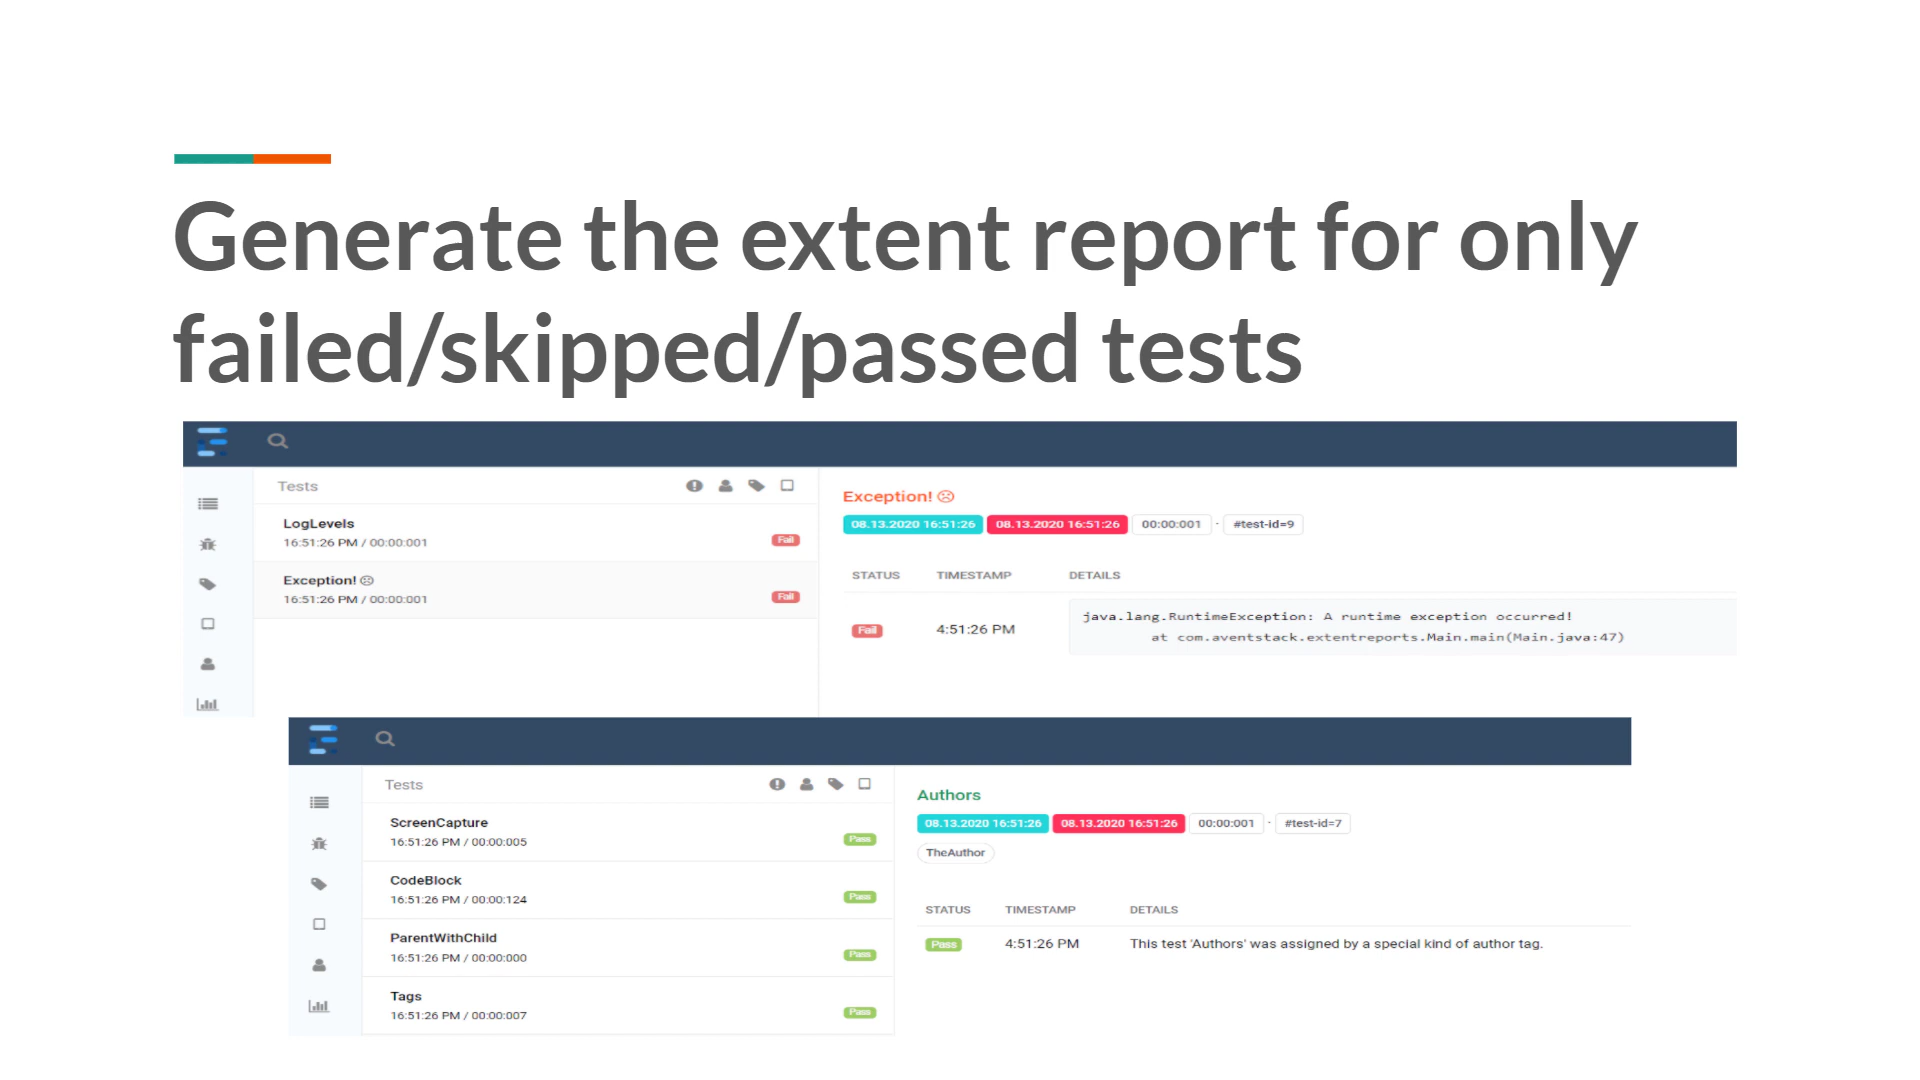 Generate the extent report for only
failed/skipped/passed tests
Tests
LogLevels
16:51:26 PM / 00:00:001
Fail
Exception! ☹
16:51:26 PM / 00:00:001
Fail
Exception! ☹
08.13.2020 16:51:26 08.13.2020 16:51:26 00:00:001 · #test-id=9
STATUS TIMESTAMP DETAILS
Fail 4:51:26 PM java.lang.RuntimeException: A runtime exception occurred!
at com.aventstack.extentreports.Main.main(Main.java:47)
Tests
ScreenCapture
16:51:26 PM / 00:00:005
Pass
CodeBlock
16:51:26 PM / 00:00:124
Pass
ParentWithChild
16:51:26 PM / 00:00:000
Pass
Tags
16:51:26 PM / 00:00:007
Pass
Authors
08.13.2020 16:51:26 08.13.2020 16:51:26 00:00:001 · #test-id=7
TheAuthor
STATUS TIMESTAMP DETAILS
Pass 4:51:26 PM This test 'Authors' was assigned by a special kind of author tag.